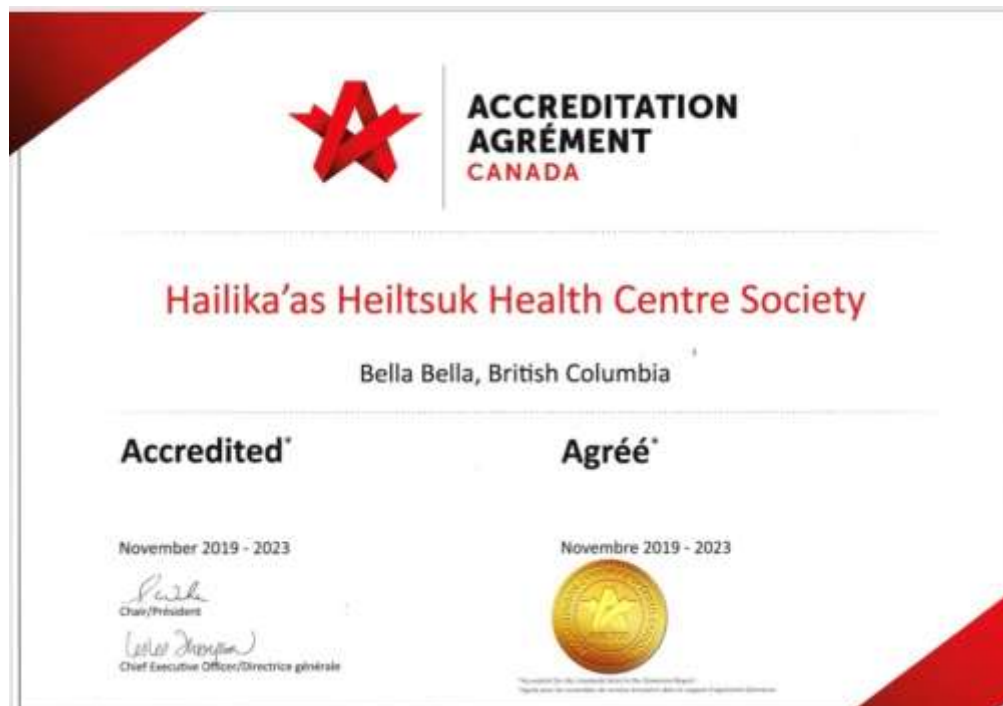 ACCREDITATION
AGRÉMENT
CANADA
Hailika'as Heiltsuk Health Centre Society
Bella Bella, British Columbia
Accredited*
Agréé*
November 2019 - 2023
Novembre 2019 - 2023
Chair/Président
Chief Executive Officer/Directrice générale